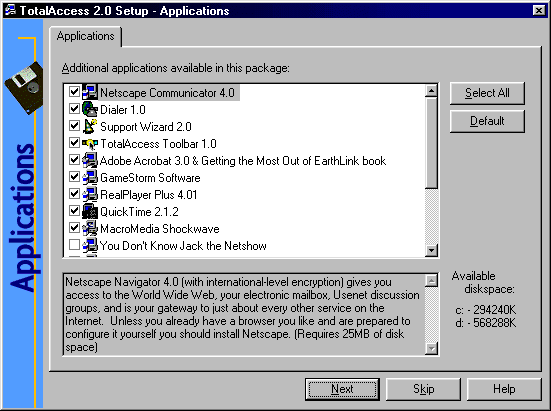 TotalAccess 2.0 Setup - Applications
Applications
Applications
Additional applications available in this package:
Netscape Communicator 4.0
Dialer 1.0
Support Wizard 2.0
TotalAccess Toolbar 1.0
Adobe Acrobat 3.0 & Getting the Most Out of EarthLink book
GameStorm Software
RealPlayer Plus 4.01
QuickTime 2.1.2
MacroMedia Shockwave
You Don't Know Jack the Netshow
Select All
Default
Netscape Navigator 4.0 (with international-level encryption) gives you
access to the World Wide Web, your electronic mailbox, Usenet discussion
groups, and is your gateway to just about every other service on the
Internet. Unless you already have a browser you like and are prepared to
configure it yourself you should install Netscape. (Requires 25MB of disk
space)
Available
diskspace:
c: - 294240K
d: - 568288K
Next
Skip
Help